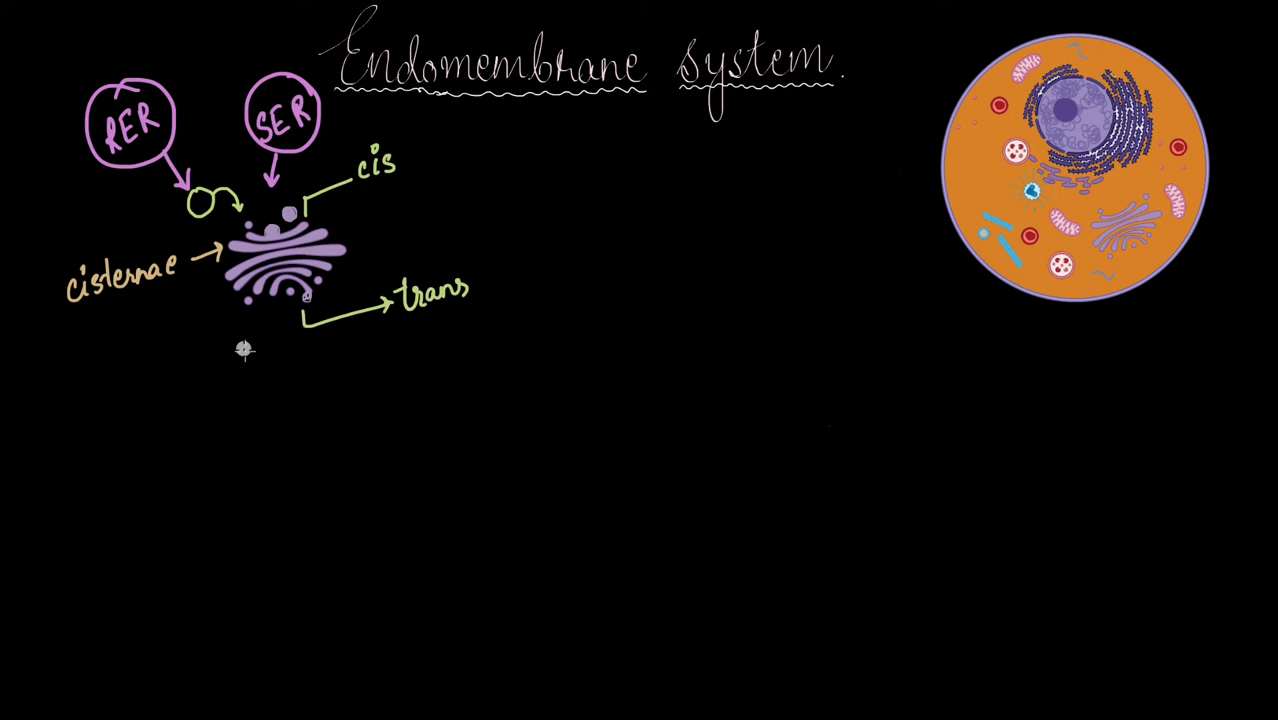 Endomembrane system.
RER
SER
cis
cisternae
trans